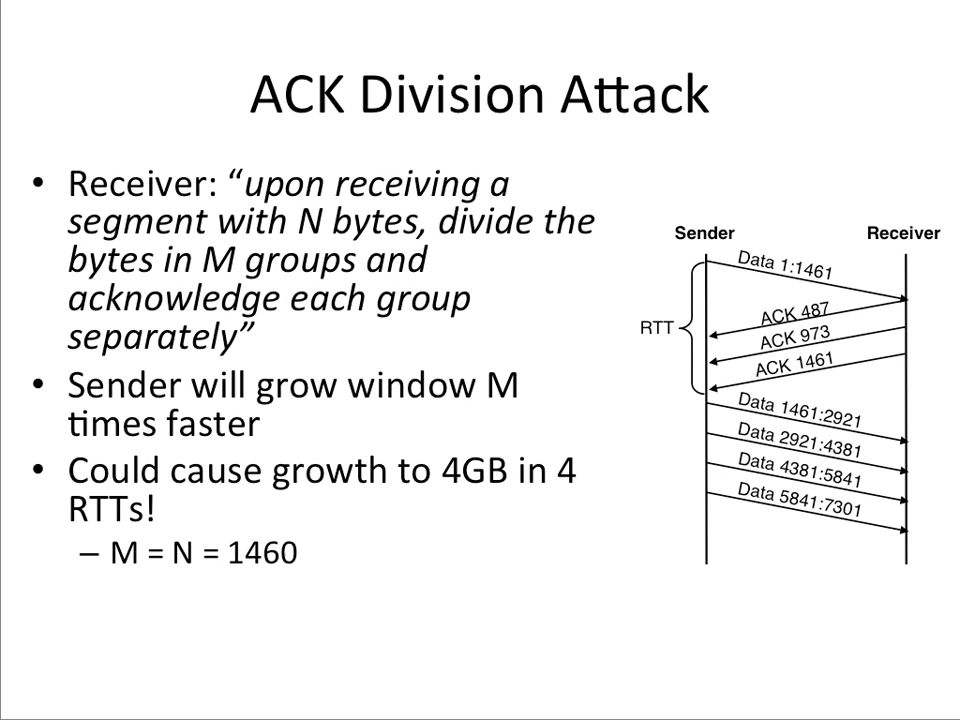 ACK Division Attack
• Receiver: “upon receiving a
segment with N bytes, divide the
bytes in M groups and
acknowledge each group
separately”
• Sender will grow window M
times faster
• Could cause growth to 4GB in 4
RTTs!
– M = N = 1460
Sender
Receiver
Data 1:1461
RTT
ACK 487
ACK 973
ACK 1461
Data 1461:2921
Data 2921:4381
Data 4381:5841
Data 5841:7301